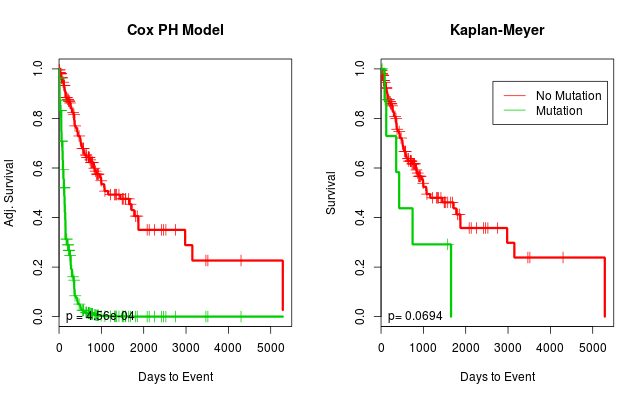 Cox PH Model
Adj. Survival
1.0
0.8
0.6
0.4
0.2
0.0
p = 4.56e-04
0 1000 2000 3000 4000 5000
Days to Event
Kaplan-Meyer
Survival
1.0
0.8
0.6
0.4
0.2
0.0
No Mutation
Mutation
p= 0.0694
0 1000 2000 3000 4000 5000
Days to Event